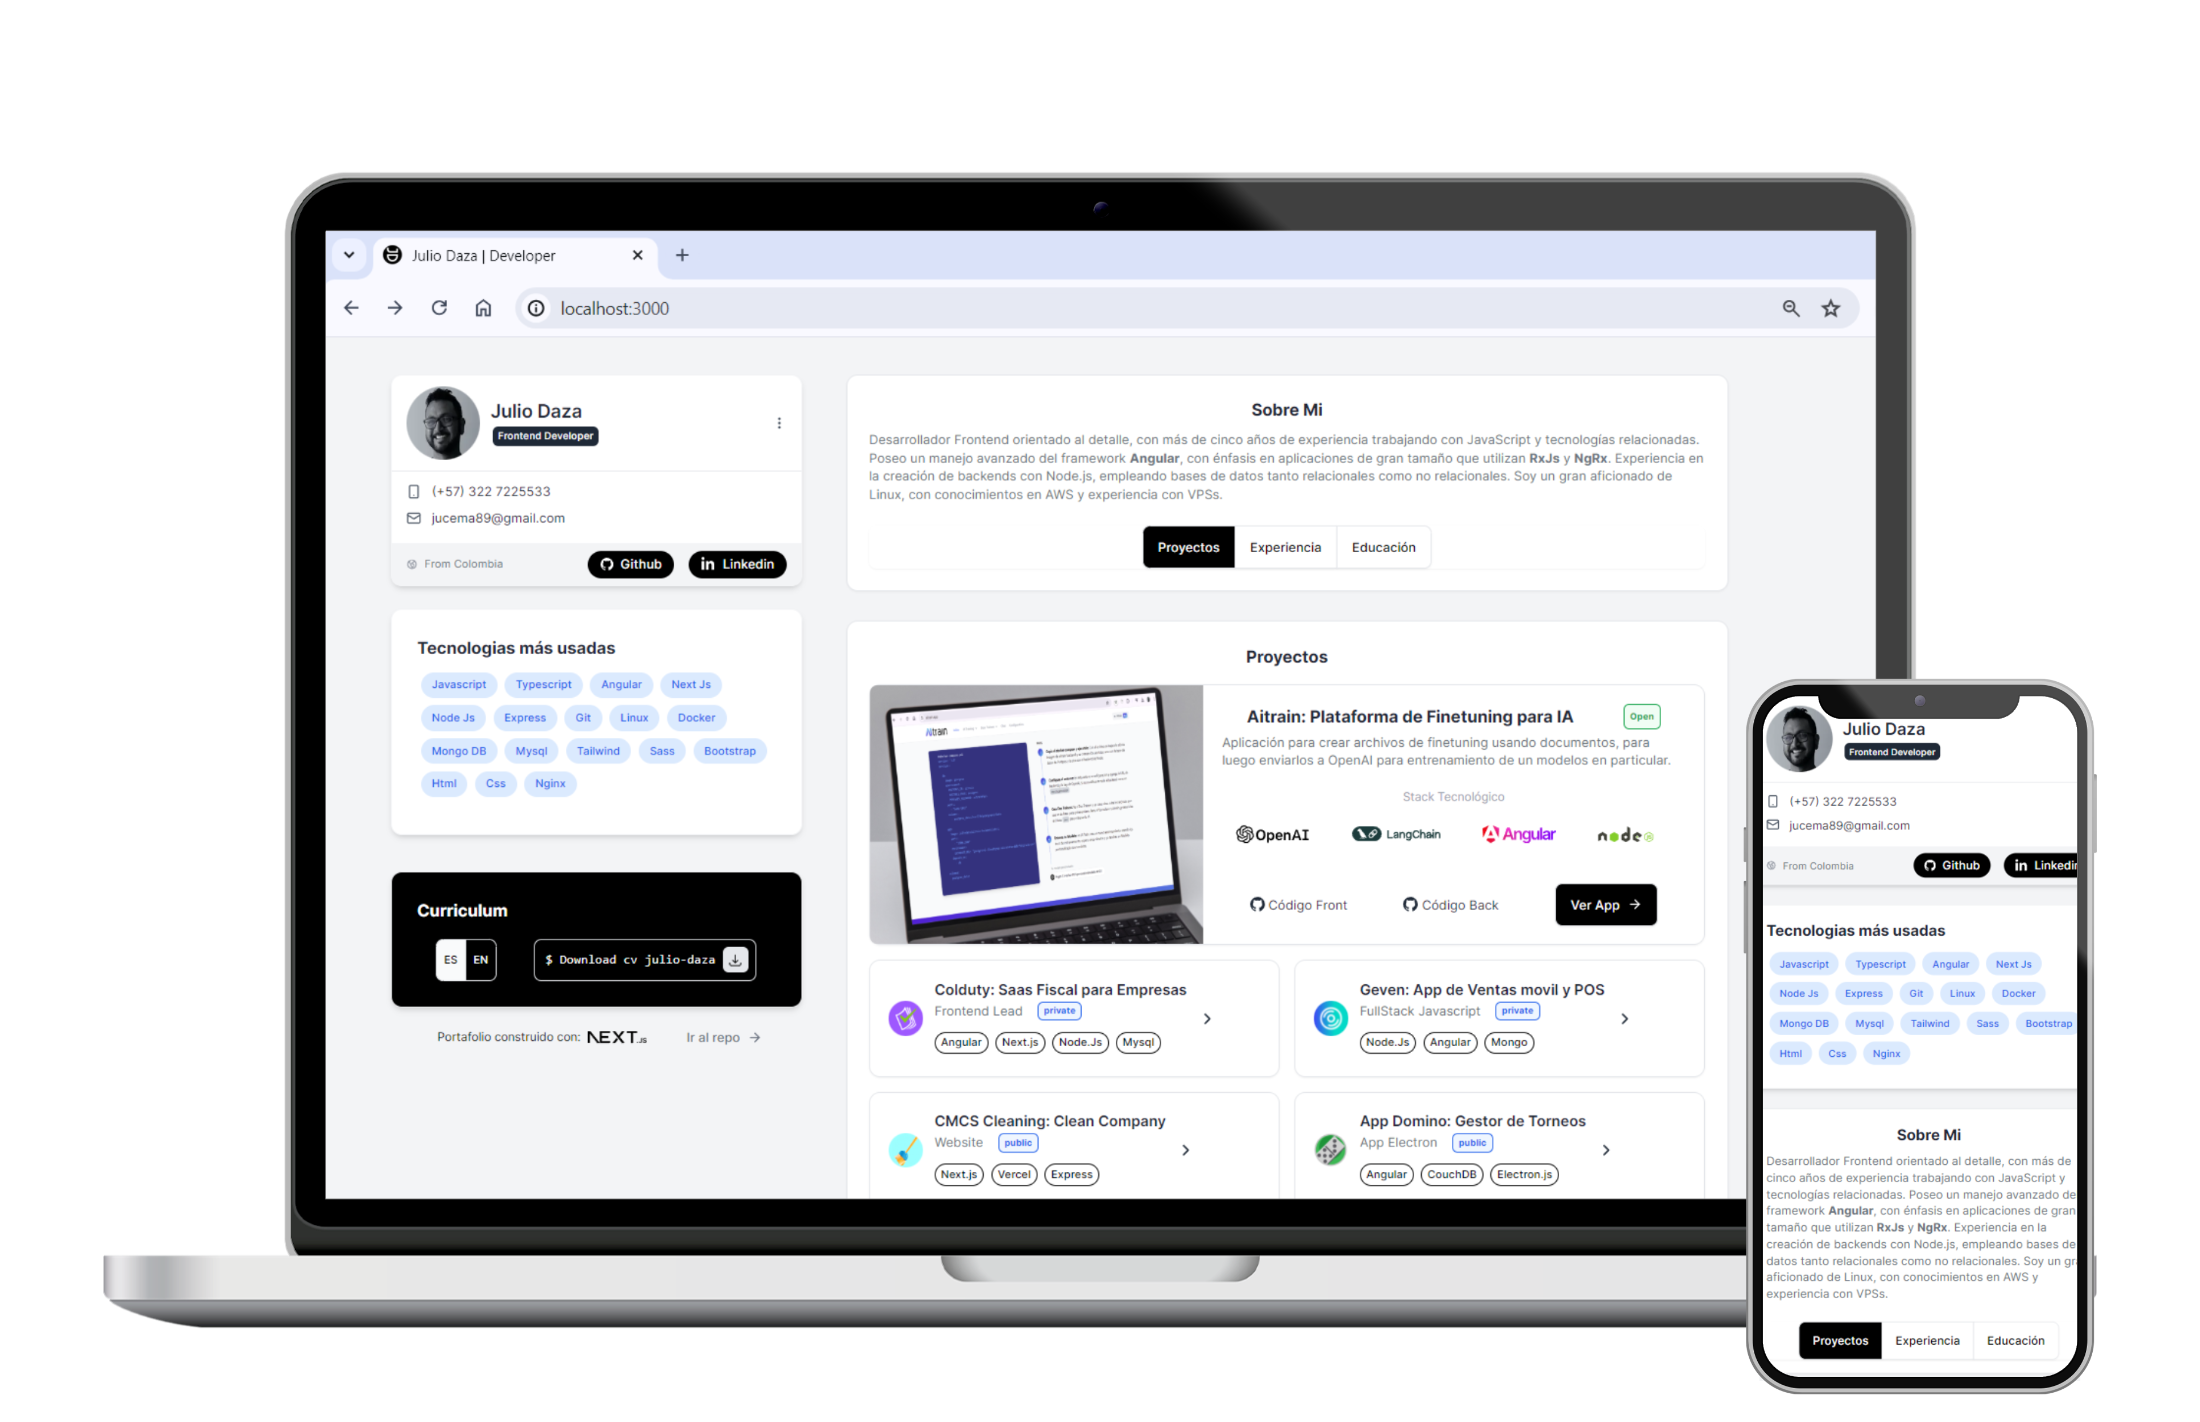 Julio Daza | Developer
localhost:3000
Julio Daza
Frontend Developer
(+57) 322 7225533
jucema89@gmail.com
From Colombia
Github
Linkedin
Tecnologias más usadas
Javascript Typescript Angular Next Js
Node Js Express Git Linux Docker
Mongo DB Mysql Tailwind Sass Bootstrap
Html Css Nginx
Curriculum
ES EN
$ Download cv julio-daza
Portafolio construido con: NEXT.JS Ir al repo
Sobre Mi
Desarrollador Frontend orientado al detalle, con más de cinco años de experiencia trabajando con JavaScript y tecnologías relacionadas.
Poseo un manejo avanzado del framework Angular, con énfasis en aplicaciones de gran tamaño que utilizan RxJs y NgRx. Experiencia en
la creación de backends con Node.js, empleando bases de datos tanto relacionales como no relacionales. Soy un gran aficionado de
Linux, con conocimientos en AWS y experiencia con VPSs.
Proyectos Experiencia Educación
Proyectos
Aitrain
Aitrain: Plataforma de Finetuning para IA
Open
Aplicación para crear archivos de finetuning usando documentos, para
luego enviarlos a OpenAI para entrenamiento de un modelos en particular.
Stack Tecnológico
OpenAI LangChain Angular node JS
Código Front Código Back Ver App
Colduty: Saas Fiscal para Empresas
Frontend Lead private
Angular Next.js Node.Js Mysql
Geven: App de Ventas movil y POS
FullStack Javascript private
Node.Js Angular Mongo
CMCS Cleaning: Clean Company
Website public
Next.js Vercel Express
App Domino: Gestor de Torneos
App Electron public
Angular CouchDB Electron.js
Julio Daza
Frontend Developer
(+57) 322 7225533
jucema89@gmail.com
From Colombia
Github
Linkedin
Tecnologias más usadas
Javascript Typescript Angular Next Js
Node Js Express Git Linux Docker
Mongo DB Mysql Tailwind Sass Bootstrap
Html Css Nginx
Sobre Mi
Desarrollador Frontend orientado al detalle, con más de
cinco años de experiencia trabajando con JavaScript y
tecnologías relacionadas. Poseo un manejo avanzado de
framework Angular, con énfasis en aplicaciones de gran
tamaño que utilizan RxJs y NgRx. Experiencia en la
creación de backends con Node.js, empleando bases de
datos tanto relacionales como no relacionales. Soy un gr
aficionado de Linux, con conocimientos en AWS y
experiencia con VPSs.
Proyectos Experiencia Educación